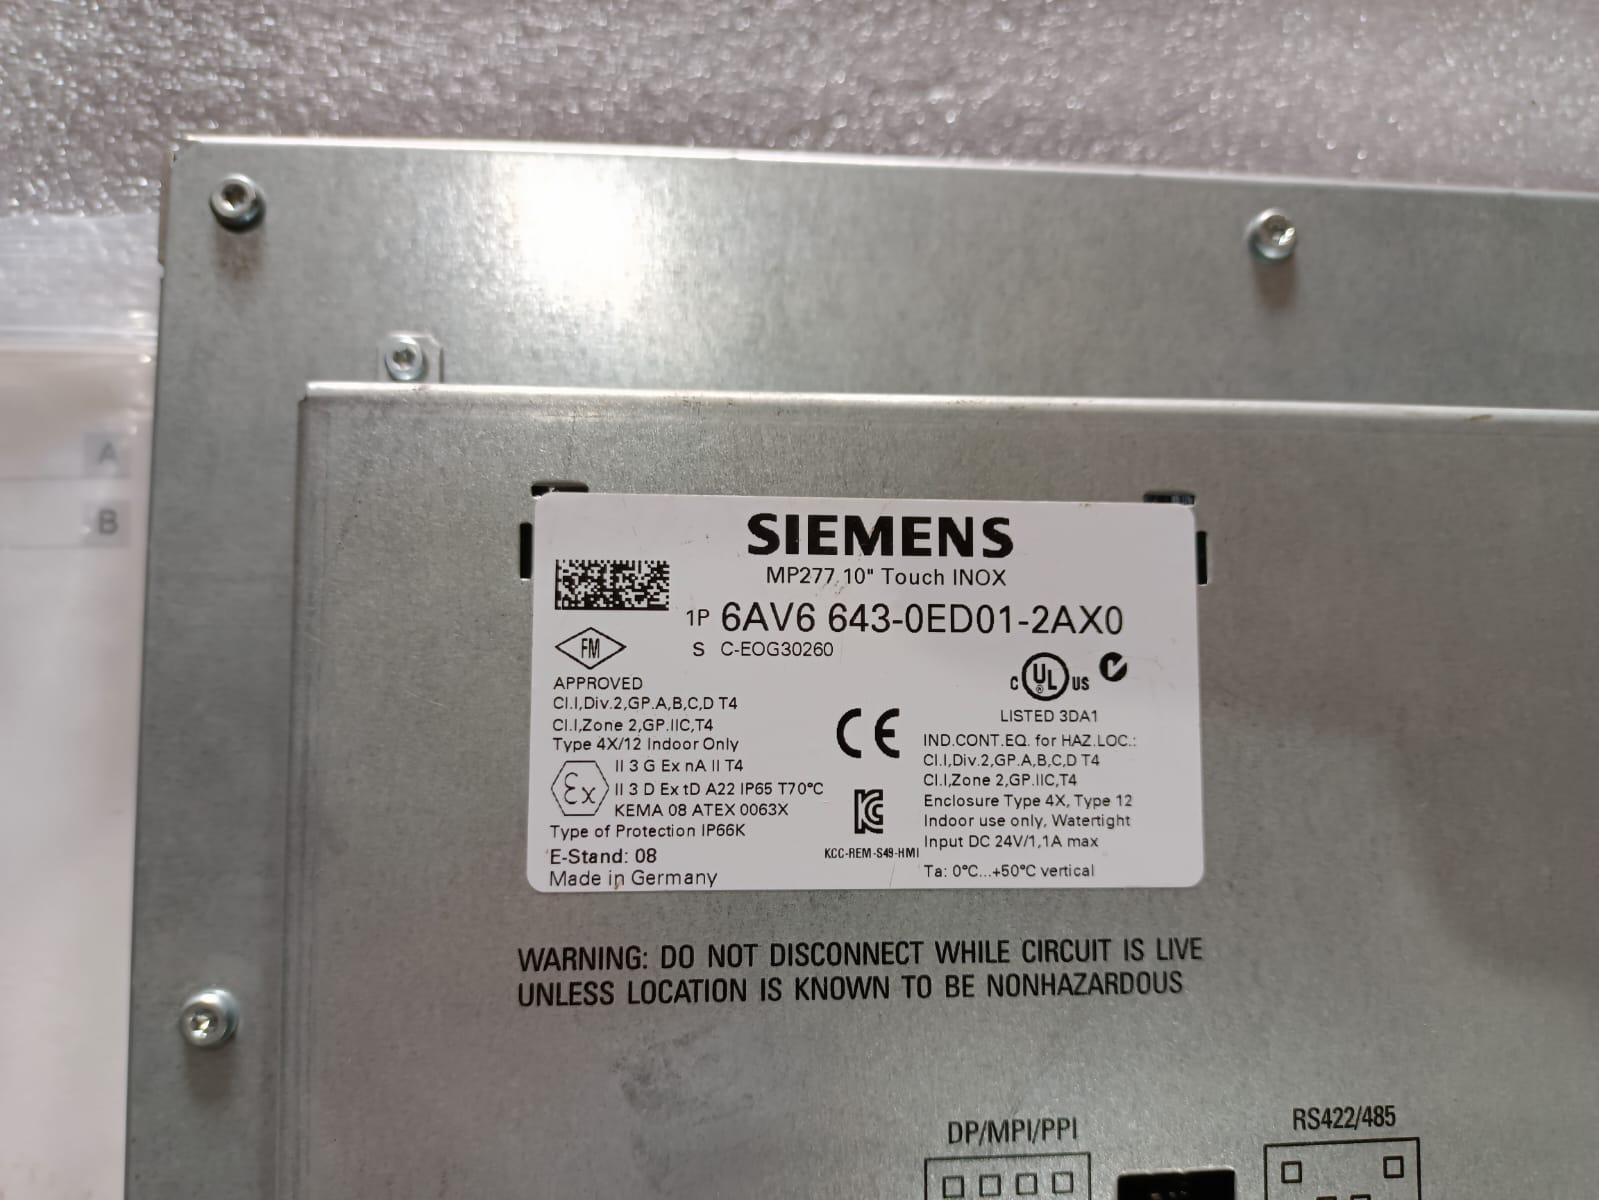 A
B
SIEMENS
MP277 10" Touch INOX
1P 6AV6 643-0ED01-2AX0
S C-EOG30260
FM
APPROVED
Cl.I,Div.2,GP.A,B,C,D T4
Cl.I,Zone 2,GP.IIC,T4
Type 4X/12 Indoor Only
Ex
II 3 G Ex nA II T4
II 3 D Ex tD A22 IP65 T70°C
KEMA 08 ATEX 0063X
Type of Protection IP66K
E-Stand: 08
Made in Germany
CE
KCC-REM-S49-HMI
C UL US
LISTED 3DA1
IND.CONT.EQ. for HAZ.LOC.:
Cl.I,Div.2,GP.A,B,C,D T4
Cl.I,Zone 2,GP.IIC,T4
Enclosure Type 4X, Type 12
Indoor use only, Watertight
Input DC 24V/1,1A max
Ta: 0°C...+50°C vertical
WARNING: DO NOT DISCONNECT WHILE CIRCUIT IS LIVE
UNLESS LOCATION IS KNOWN TO BE NONHAZARDOUS
DP/MPI/PPI
RS422/485